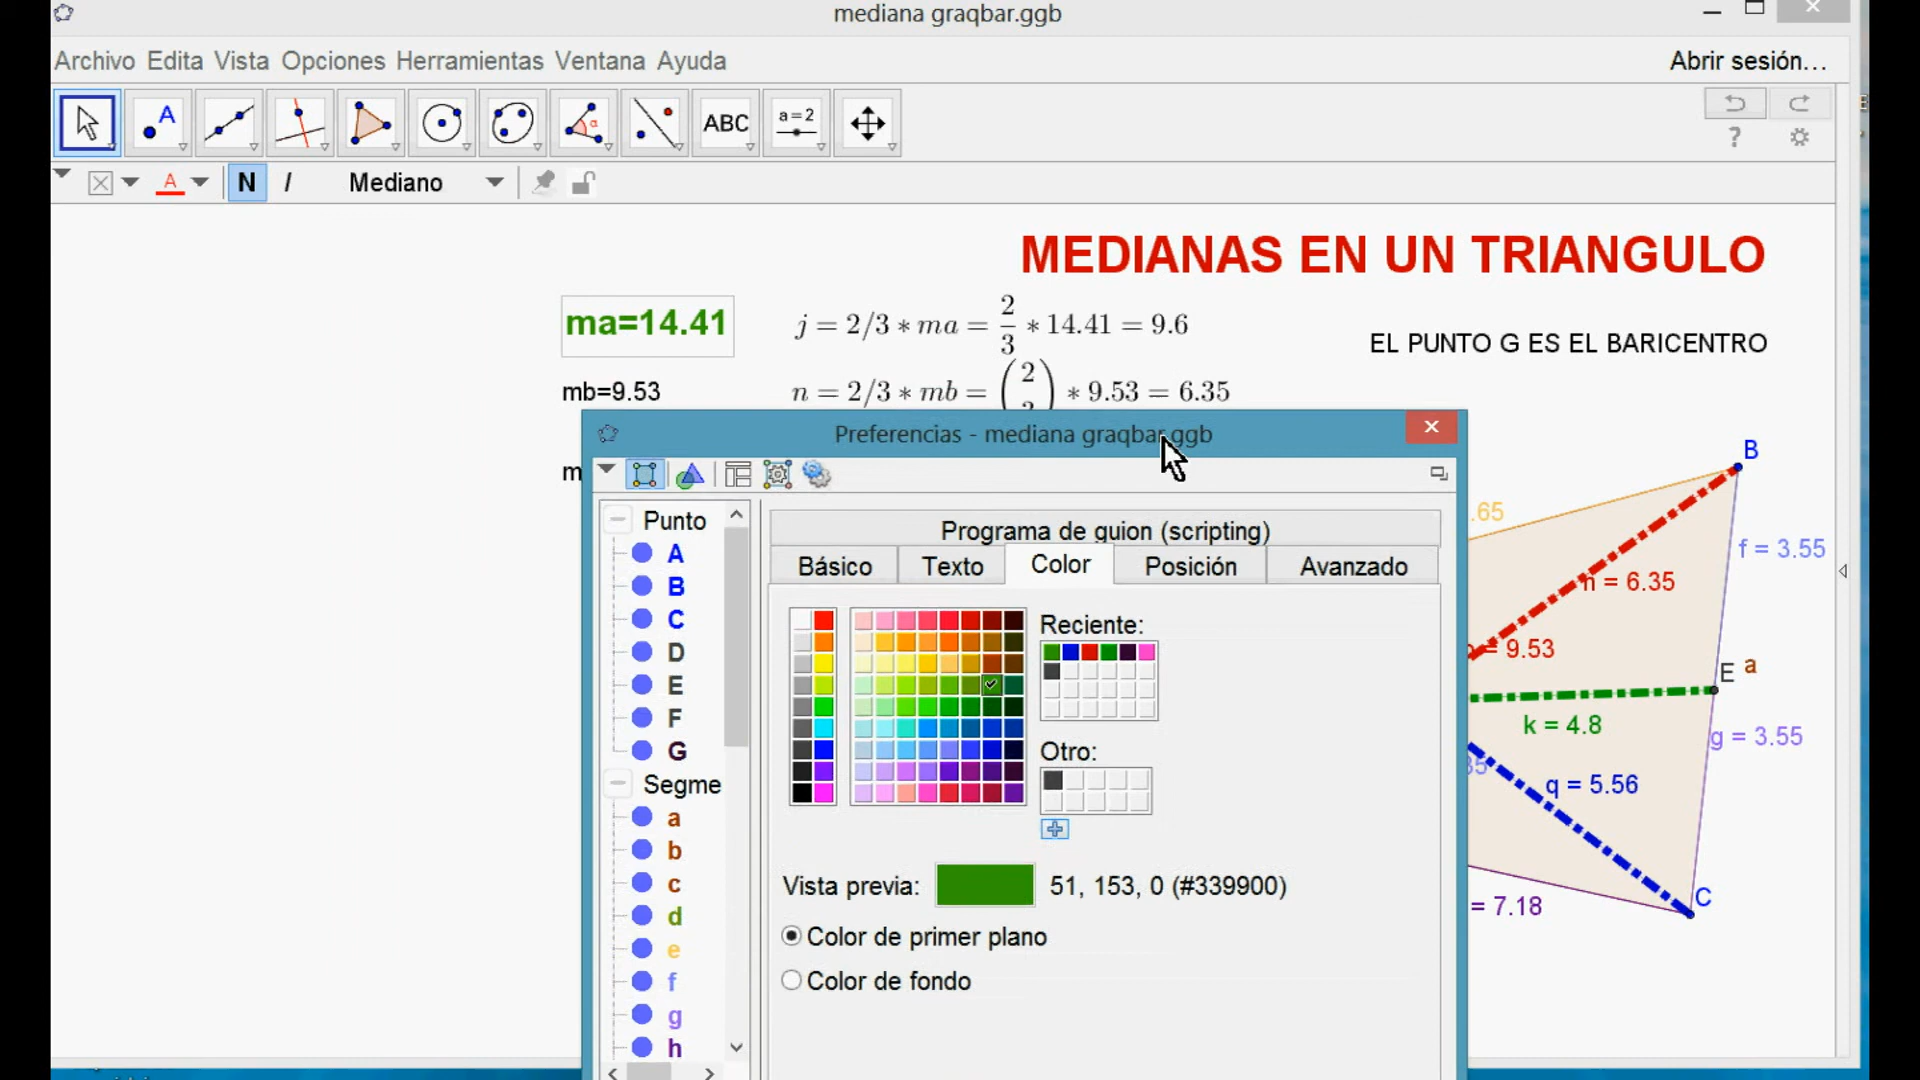 mediana graqbar.ggb
Archivo Edita Vista Opciones Herramientas Ventana Ayuda
Abrir sesión...
A
α
ABC
a=2
?
A N I Mediano
MEDIANAS EN UN TRIANGULO
ma=14.41
j = 2/3 * ma = 2/3 * 14.41 = 9.6
EL PUNTO G ES EL BARICENTRO
mb=9.53
n = 2/3 * mb = (2 * 9.53 = 6.35
m
Preferencias - mediana graqbar.ggb
Punto
A
B
C
D
E
F
G
Segme
a
b
c
d
e
f
g
h
Programa de guion (scripting)
Básico Texto Color Posición Avanzado
Reciente:
Otro:
Vista previa: 51, 153, 0 (#339900)
Color de primer plano
Color de fondo
B
.65
f = 3.55
n = 6.35
= 9.53
E a
k = 4.8
g = 3.55
35
q = 5.56
C
= 7.18